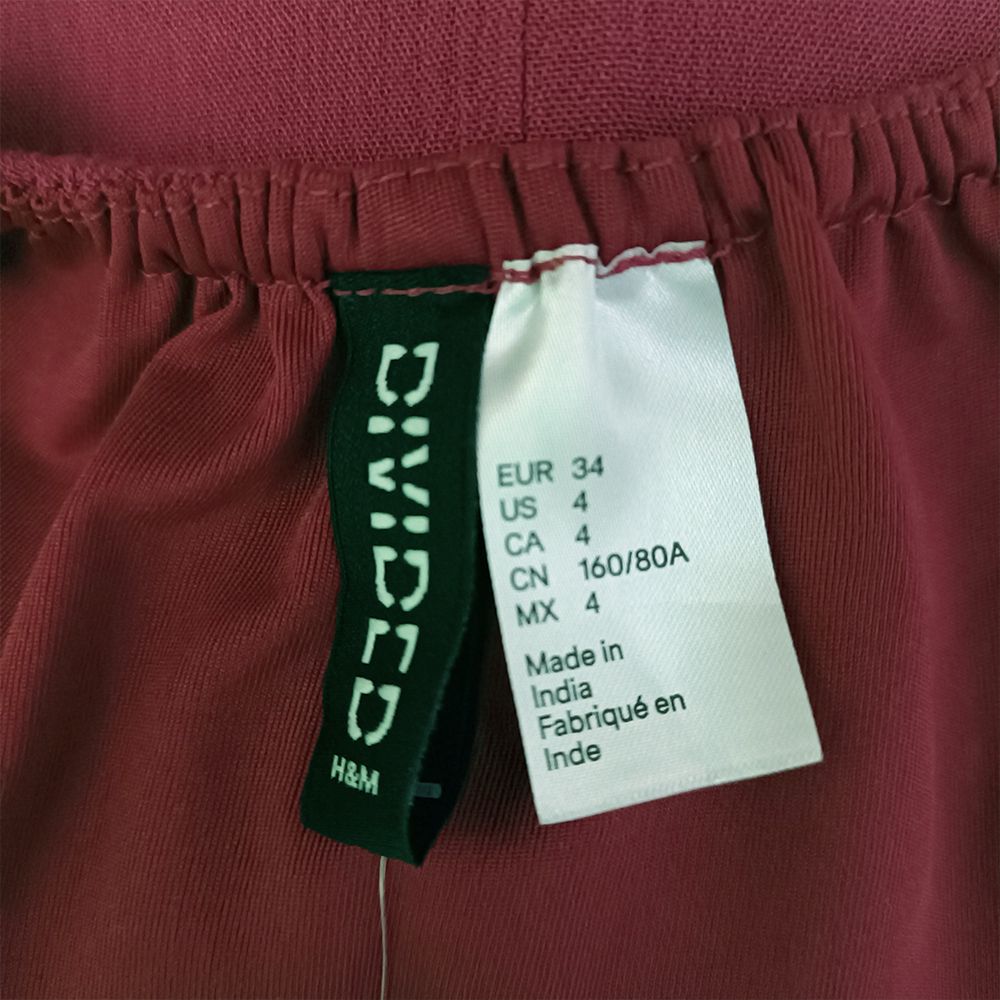 DIVIDED
H&M
EUR 34
US 4
CA 4
CN 160/80A
MX 4
Made in
India
Fabriqué en
Inde